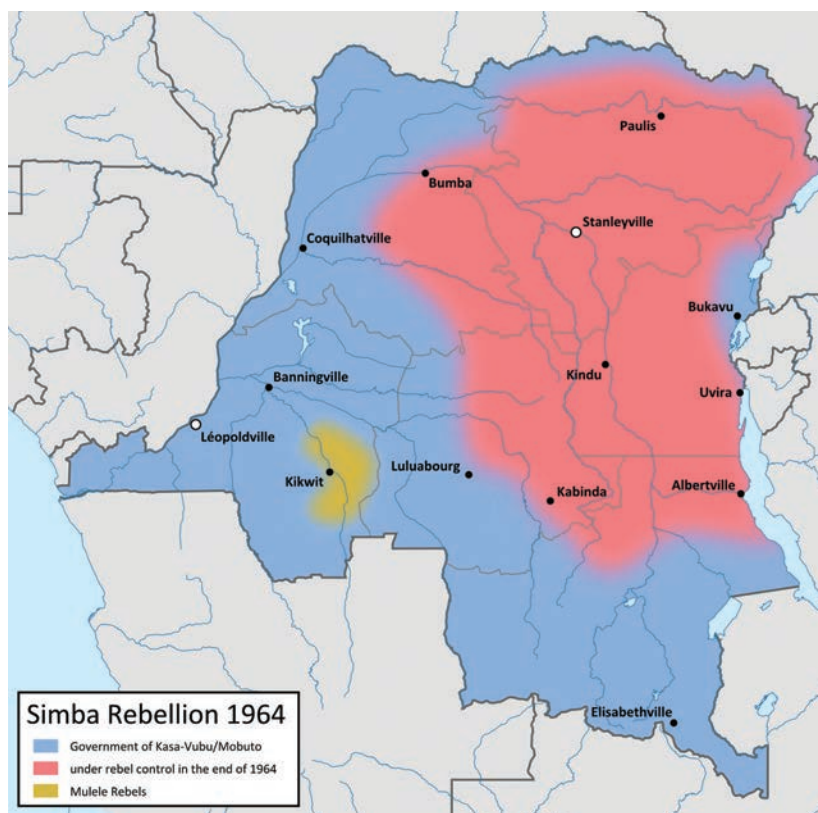 Paulis
Bumba
Stanleyville
Coquilhatville
Bukavu
Kindu
Banningville
Uvira
Léopoldville
Kikwit
Luluabourg
Kabinda
Albertville
Elisabethville
Simba Rebellion 1964
Government of Kasa-Vubu/Mobuto
under rebel control in the end of 1964
Mulele Rebels